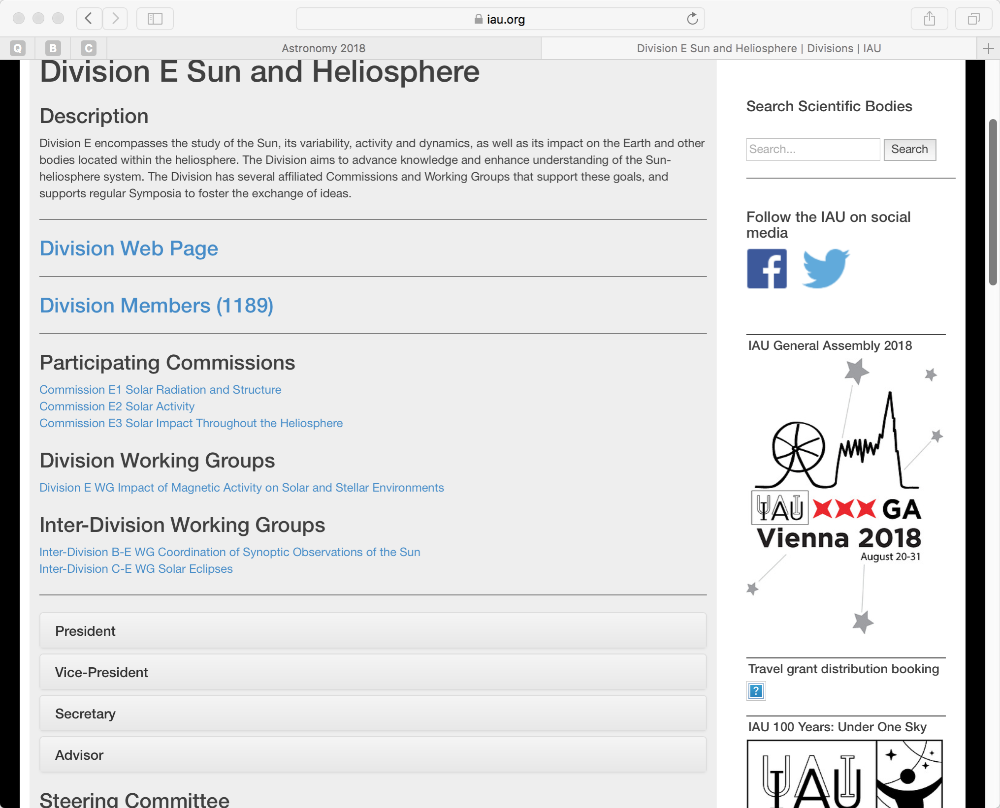 iau.org
Q
B
C
Astronomy 2018
Division E Sun and Heliosphere | Divisions | IAU
Division E Sun and Heliosphere
Description
Division E encompasses the study of the Sun, its variability, activity and dynamics, as well as its impact on the Earth and other
bodies located within the heliosphere. The Division aims to advance knowledge and enhance understanding of the Sun-
heliosphere system. The Division has several affiliated Commissions and Working Groups that support these goals, and
supports regular Symposia to foster the exchange of ideas.
Division Web Page
Division Members (1189)
Participating Commissions
Commission E1 Solar Radiation and Structure
Commission E2 Solar Activity
Commission E3 Solar Impact Throughout the Heliosphere
Division Working Groups
Division E WG Impact of Magnetic Activity on Solar and Stellar Environments
Inter-Division Working Groups
Inter-Division B-E WG Coordination of Synoptic Observations of the Sun
Inter-Division C-E WG Solar Eclipses
President
Vice-President
Secretary
Advisor
Steering Committee
Search Scientific Bodies
Search...
Search
Follow the IAU on social
media
IAU General Assembly 2018
IAU XXX GA
Vienna 2018
August 20-31
Travel grant distribution booking
?
IAU 100 Years: Under One Sky
IAU